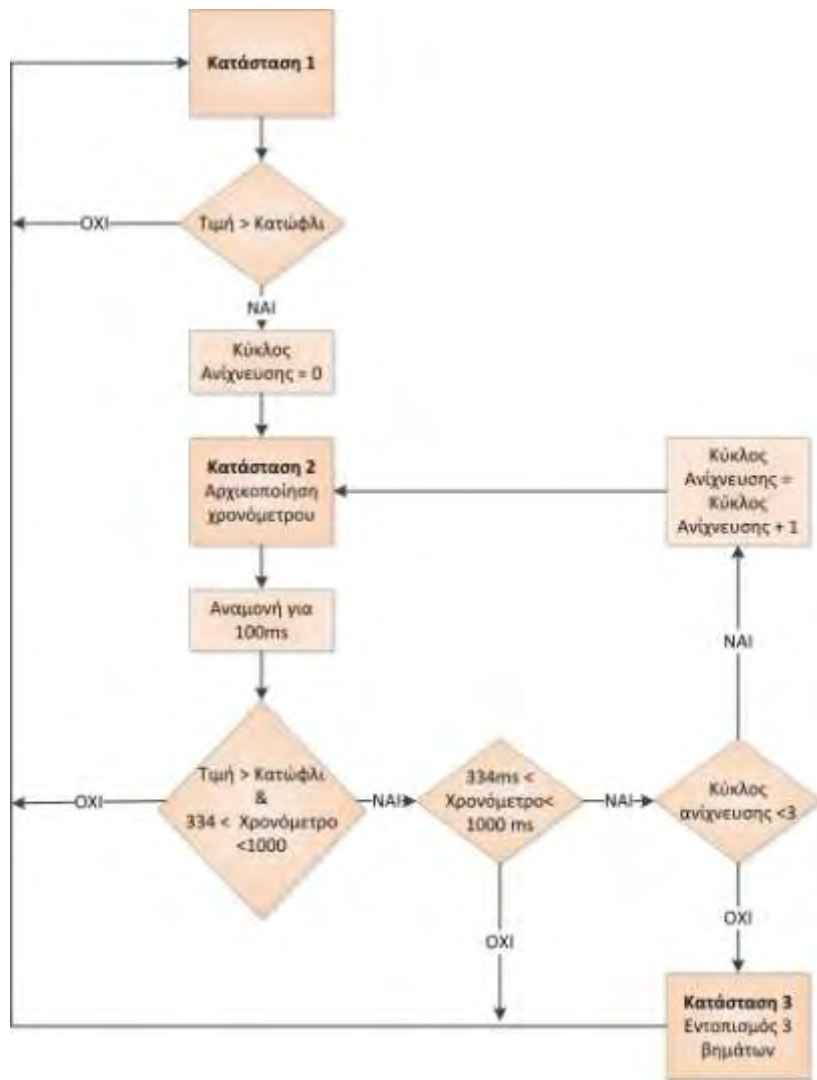 Κατάσταση 1
Τιμή > Κατώφλι
ΟΧΙ
ΝΑΙ
Κύκλος
Ανίχνευσης = 0
Κατάσταση 2
Αρχικοποίηση
χρονόμετρου
Κύκλος
Ανίχνευσης =
Κύκλος
Ανίχνευσης + 1
Αναμονή για
100ms
ΝΑΙ
Τιμή > Κατώφλι
&
334 < Χρονόμετρο
<1000
ΟΧΙ
ΝΑΙ
334ms <
Χρονόμετρο<
1000 ms
ΝΑΙ
Κύκλος
ανίχνευσης <3
ΟΧΙ
ΟΧΙ
Κατάσταση 3
Εντοπισμός 3
βημάτων